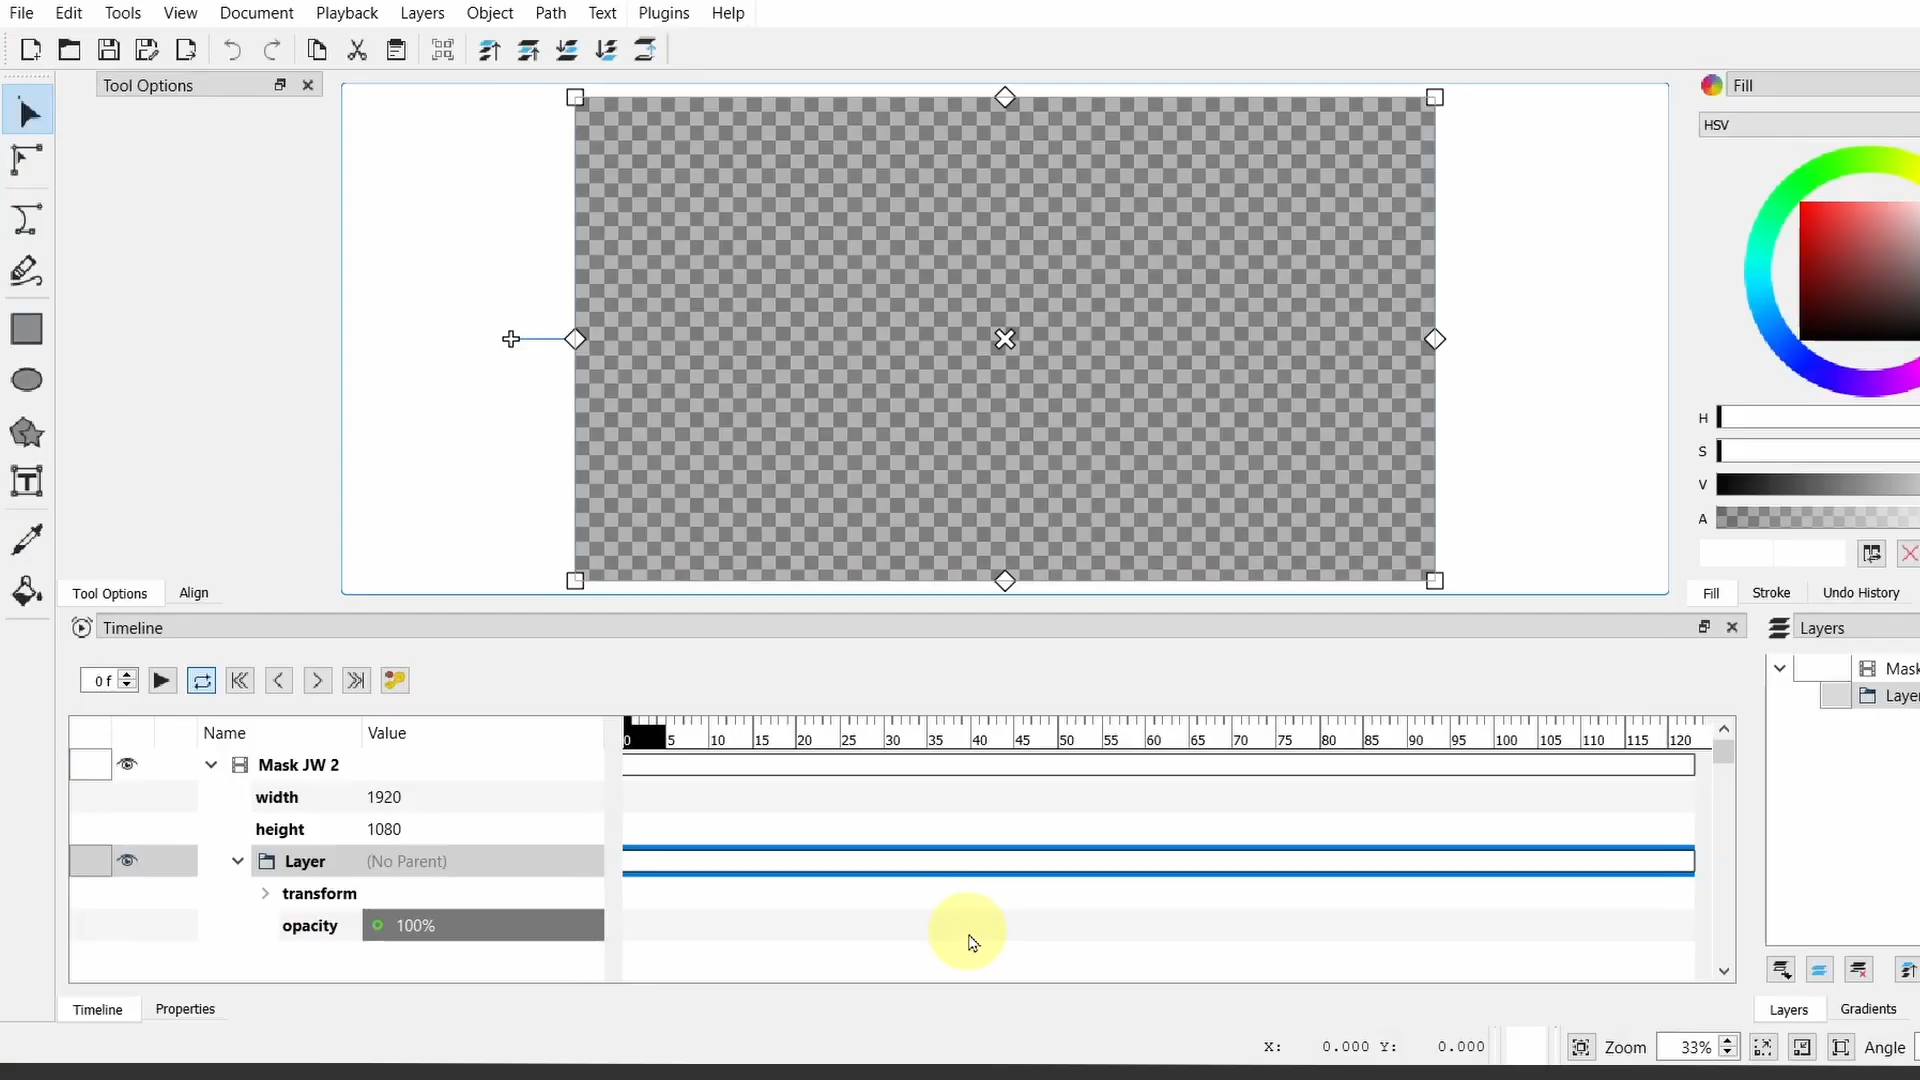 File Edit Tools View Document Playback Layers Object Path Text Plugins Help
Tool Options
Fill
HSV
H
S
V
A
Tool Options Align
Fill Stroke Undo History
Timeline
Layers
0 f
Mask
Layer
Name Value
0 5 10 15 20 25 30 35 40 45 50 55 60 65 70 75 80 85 90 95 100 105 110 115 120
Mask JW 2
width 1920
height 1080
Layer (No Parent)
transform
opacity 100%
Timeline Properties
Layers Gradients
X: 0.000 Y: 0.000
Zoom 33% Angle